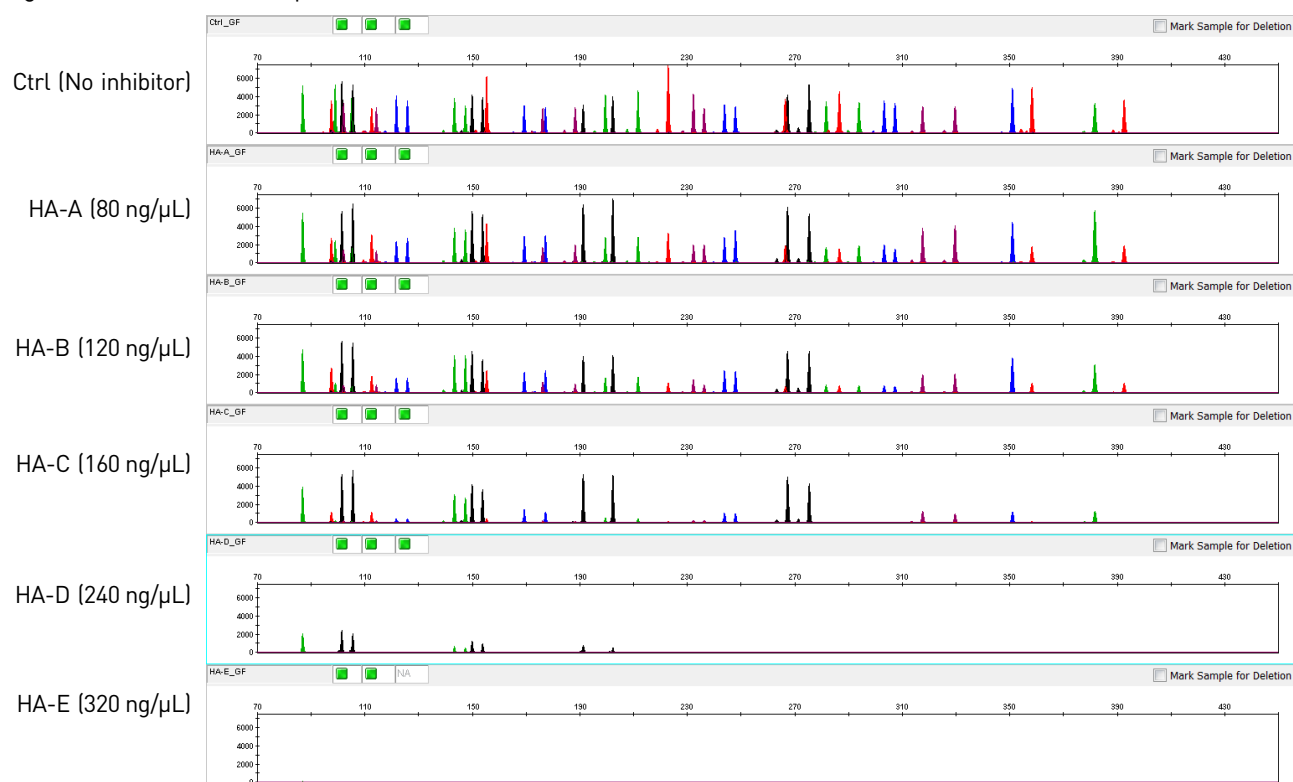 Ctrl_GF Mark Sample for Deletion
70 110 150 190 230 270 310 350 390 430
Ctrl (No inhibitor)
6000
4000
2000
0
HA-A_GF Mark Sample for Deletion
70 110 150 190 230 270 310 350 390 430
HA-A (80 ng/µL)
6000
4000
2000
0
HA-B_GF Mark Sample for Deletion
70 110 150 190 230 270 310 350 390 430
HA-B (120 ng/µL)
6000
4000
2000
0
HA-C_GF Mark Sample for Deletion
70 110 150 190 230 270 310 350 390 430
HA-C (160 ng/µL)
6000
4000
2000
0
HA-D_GF Mark Sample for Deletion
70 110 150 190 230 270 310 350 390 430
HA-D (240 ng/µL)
6000
4000
2000
0
HA-E_GF NA Mark Sample for Deletion
70 110 150 190 230 270 310 350 390 430
HA-E (320 ng/µL)
6000
4000
2000
0